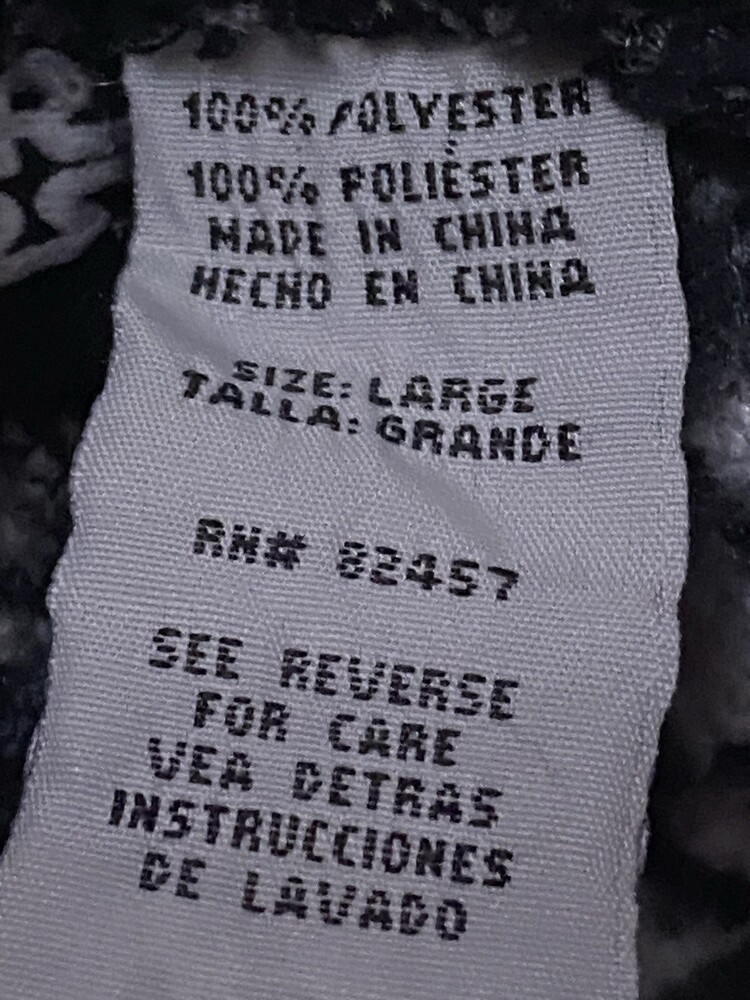 100% POLYESTER
100% POLIÉSTER
MADE IN CHINA
HECHO EN CHINA
SIZE: LARGE
TALLA: GRANDE
RN# 82457
SEE REVERSE
FOR CARE
VEA DETRAS
INSTRUCCIONES
DE LAVADO